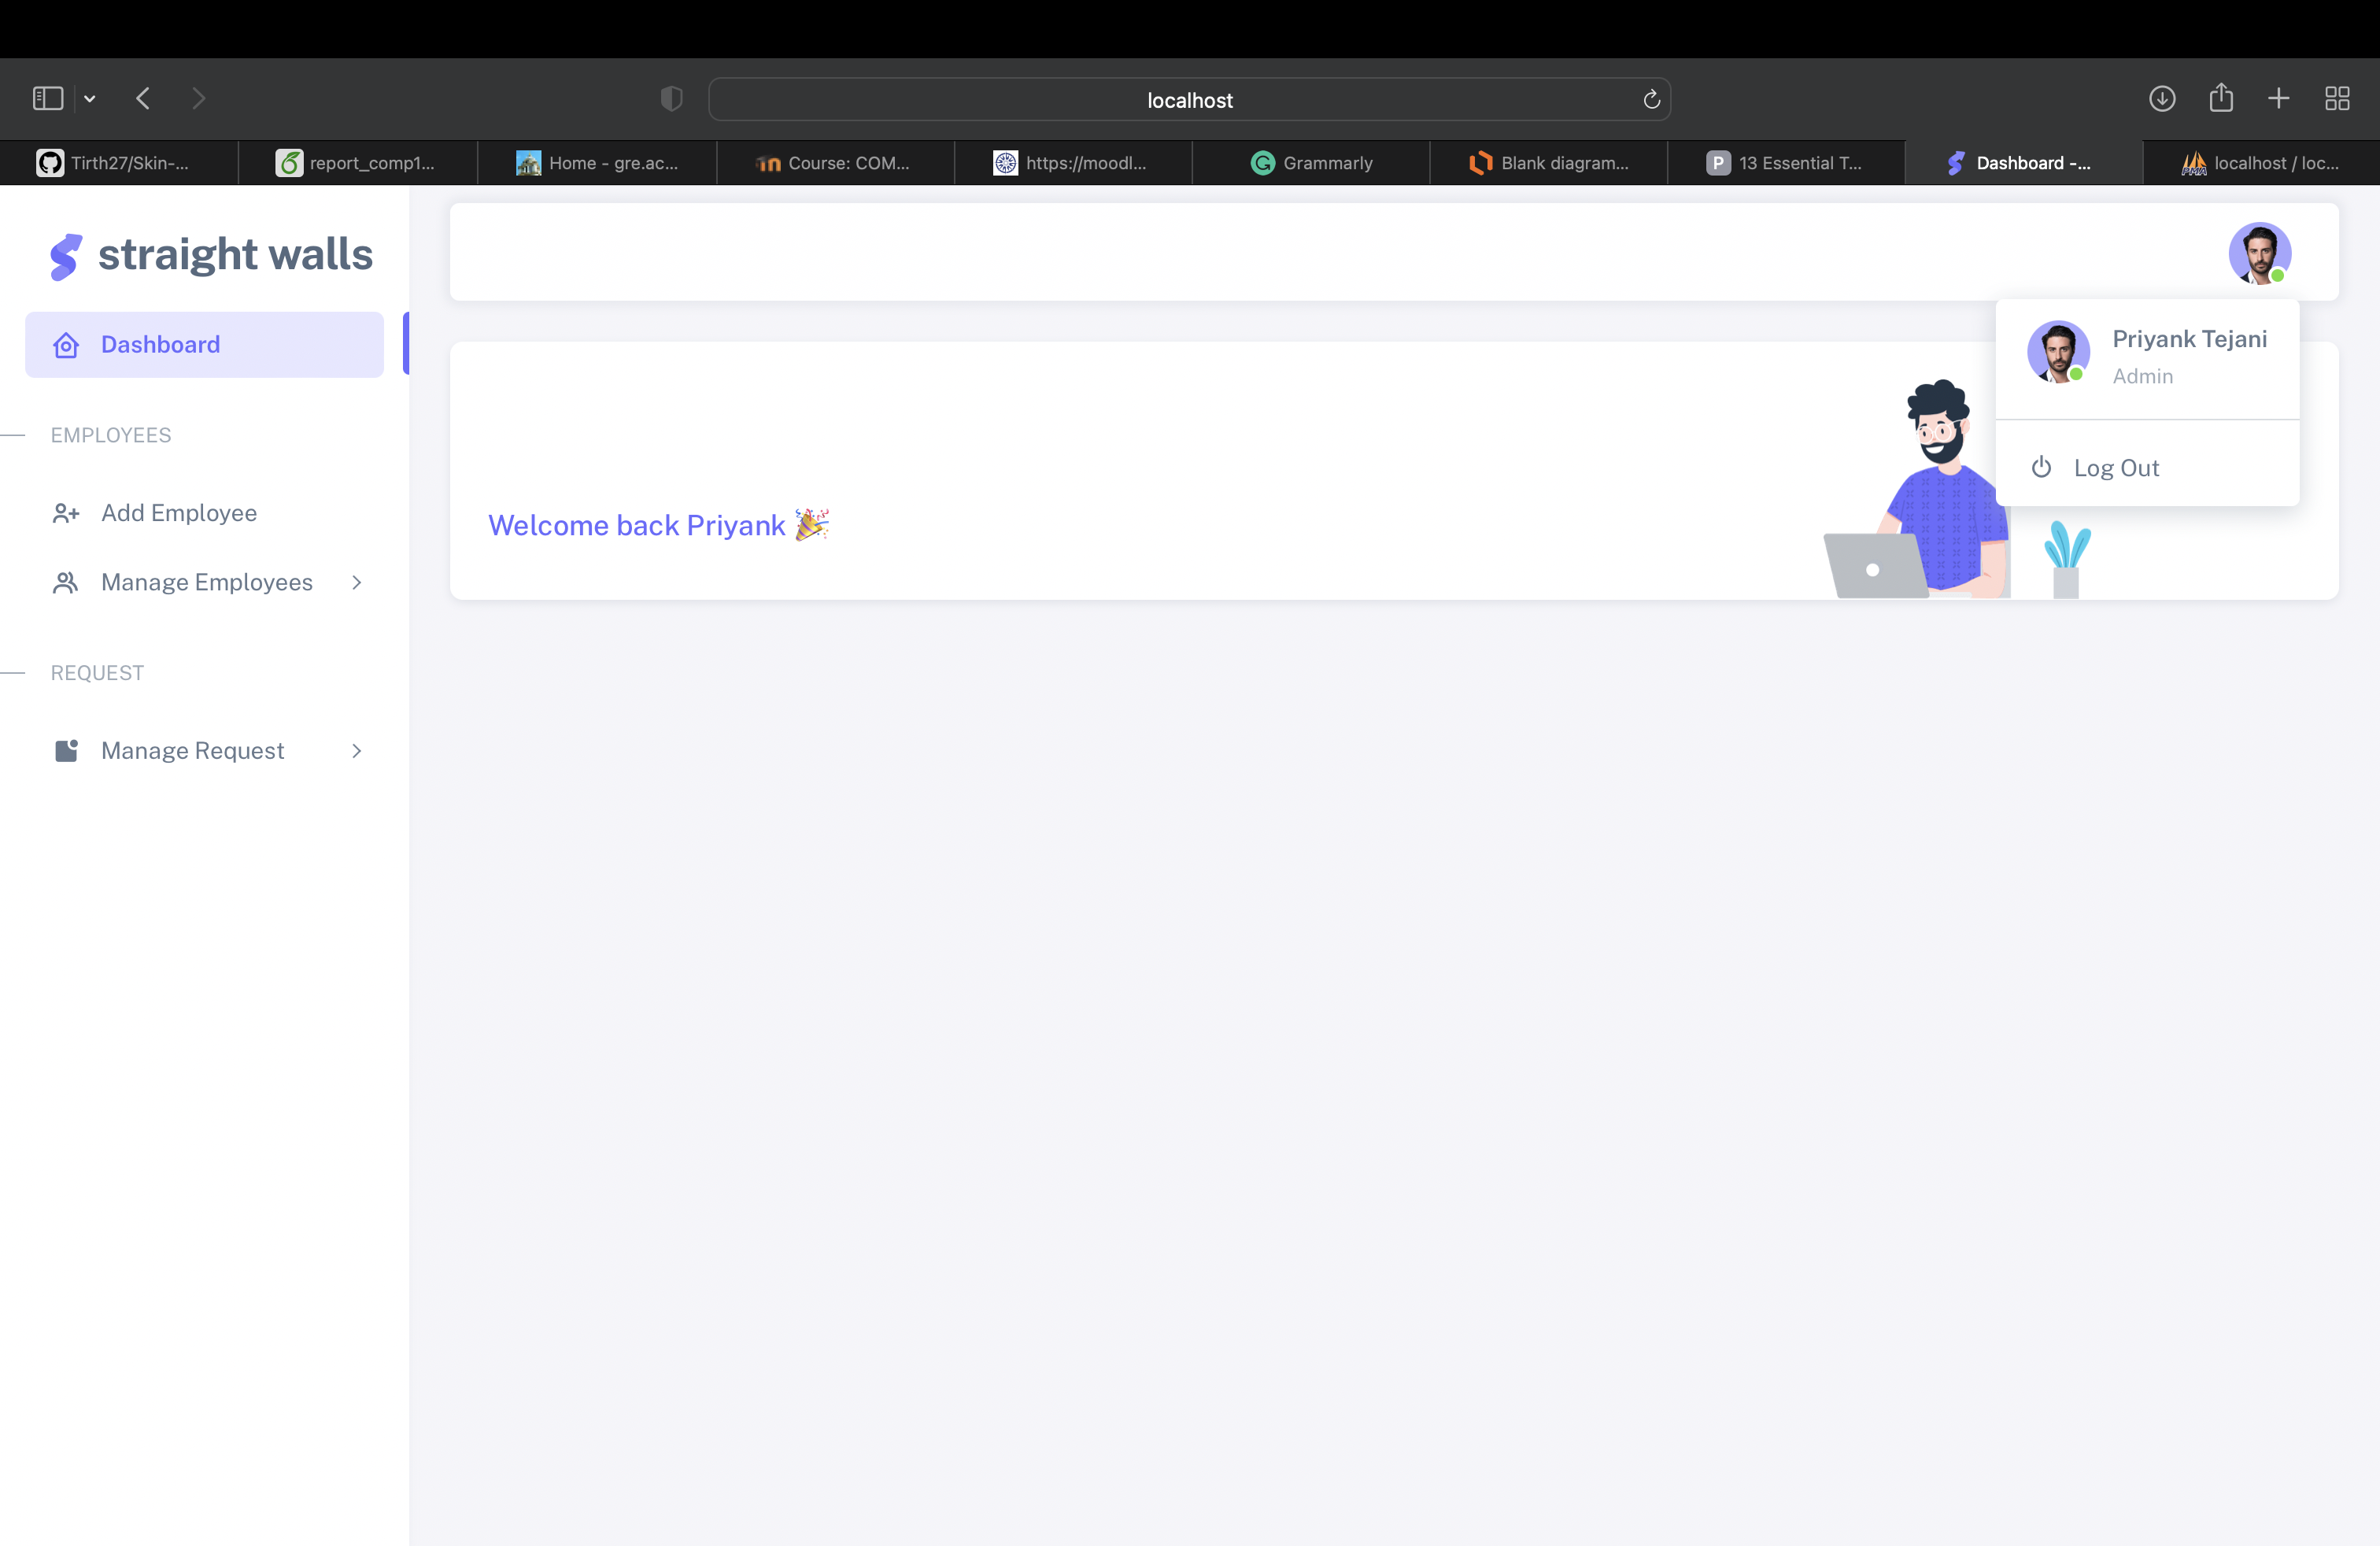 localhost
Tirth27/Skin-...
report_comp1...
Home - gre.ac...
Course: COM...
https://moodl...
Grammarly
Blank diagram...
P
13 Essential T...
Dashboard -...
PMA
localhost / loc...
straight walls
Dashboard
EMPLOYEES
Add Employee
Manage Employees
REQUEST
Manage Request
Priyank Tejani
Admin
Log Out
Welcome back Priyank 🎉